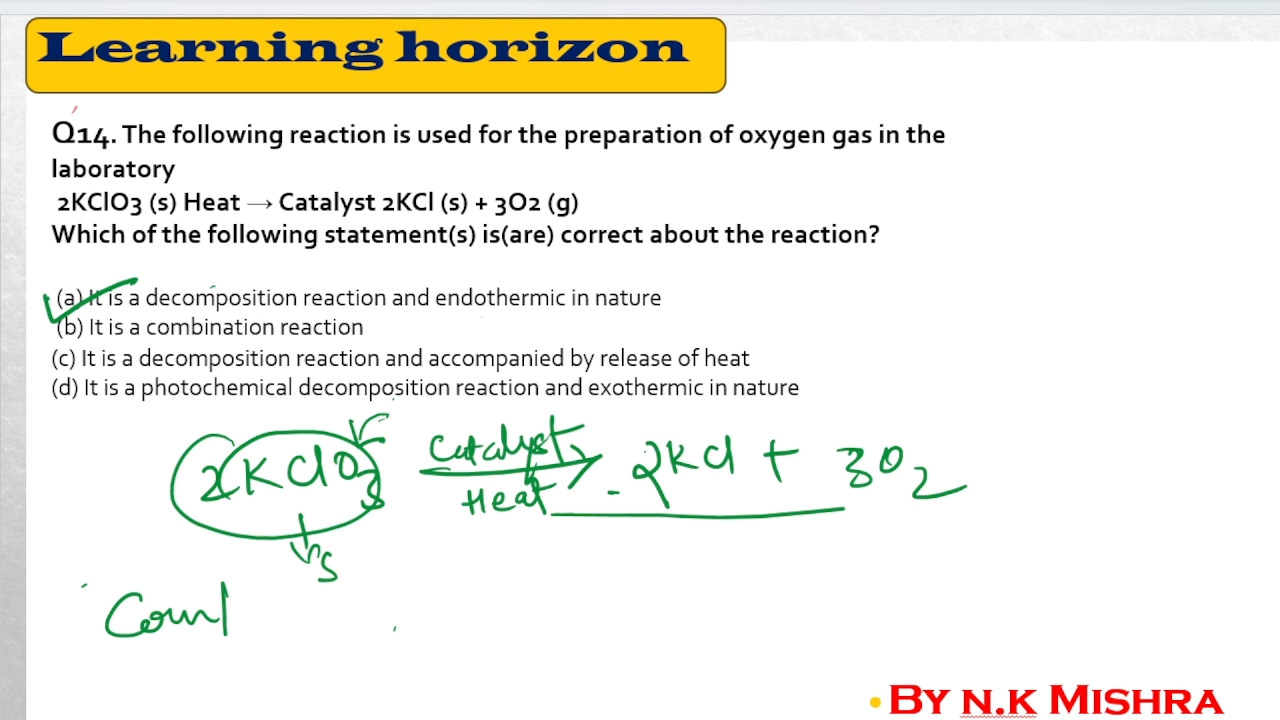 Learning horizon
Q14. The following reaction is used for the preparation of oxygen gas in the
laboratory
2KClO3 (s) Heat → Catalyst 2KCl (s) + 3O2 (g)
Which of the following statement(s) is(are) correct about the reaction?
(a) It is a decomposition reaction and endothermic in nature
(b) It is a combination reaction
(c) It is a decomposition reaction and accompanied by release of heat
(d) It is a photochemical decomposition reaction and exothermic in nature
Catalyst
2KClO3 → 2KCl + 3O2
Heat
S
• BY N.K MISHRA